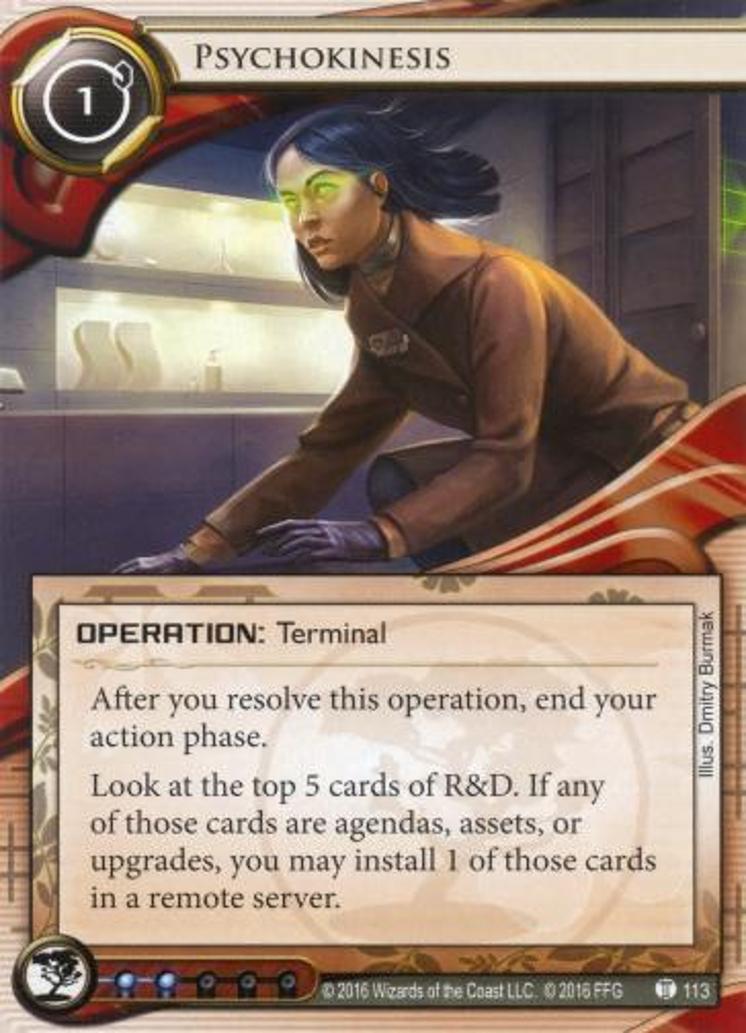 PSYCHOKINESIS
1
OPERATION: Terminal
After you resolve this operation, end your
action phase.
Look at the top 5 cards of R&D. If any
of those cards are agendas, assets, or
upgrades, you may install 1 of those cards
in a remote server.
Illus. Dmitry Burmak
© 2016 Wizards of the Coast LLC. © 2016 FFG
113